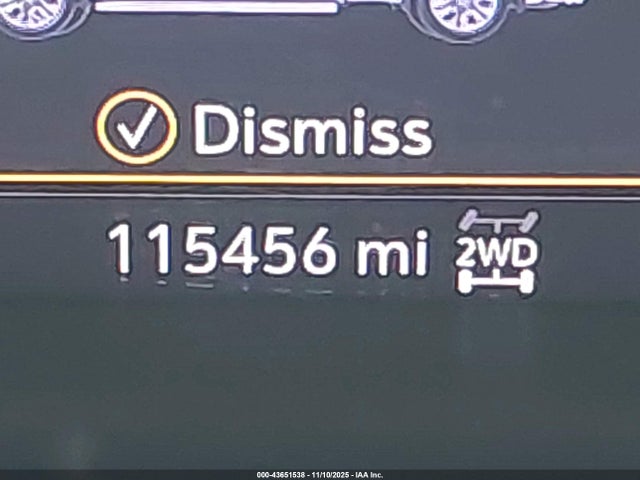 Dismiss
115456 mi 2WD
000-43651538 - 11/10/2025 - IAA Inc.